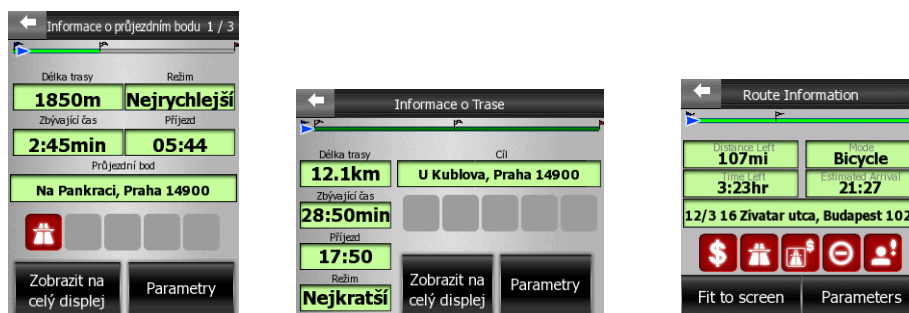 Informace o průjezdním bodu 1 / 3
Délka trasy
Režim
1850m
Nejrychlejší
Zbývající čas
Příjezd
2:45min
05:44
Průjezdní bod
Na Pankraci, Praha 14900
Zobrazit na
celý displej
Parametry
Informace o Trase
Délka trasy
Cíl
12.1km
U Kublova, Praha 14900
Zbývající čas
28:50min
Příjezd
17:50
Režim
Nejkratší
Zobrazit na
celý displej
Parametry
Route Information
Distance Left
Mode
107mi
Bicycle
Time Left
Estimated Arrival
3:23hr
21:27
12/3 16 Zivatar utca, Budapest 102
$
$
Fit to screen
Parameters